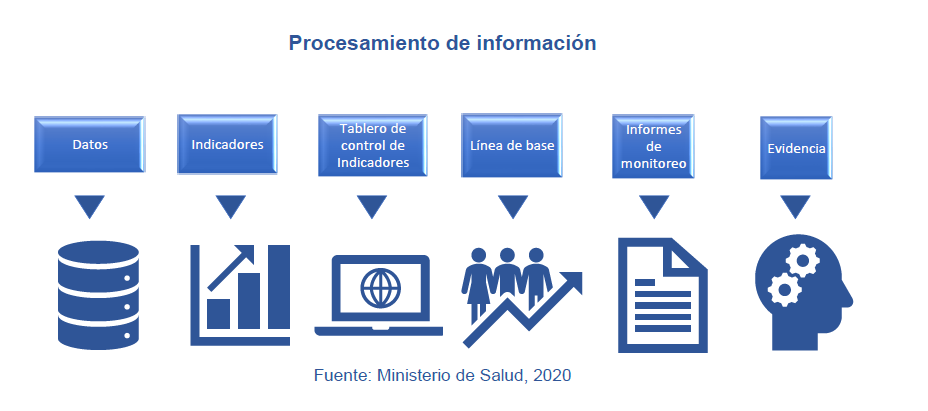 Procesamiento de información
Datos
Indicadores
Tablero de
control de
Indicadores
Línea de base
Informes
de
monitoreo
Evidencia
Fuente: Ministerio de Salud, 2020